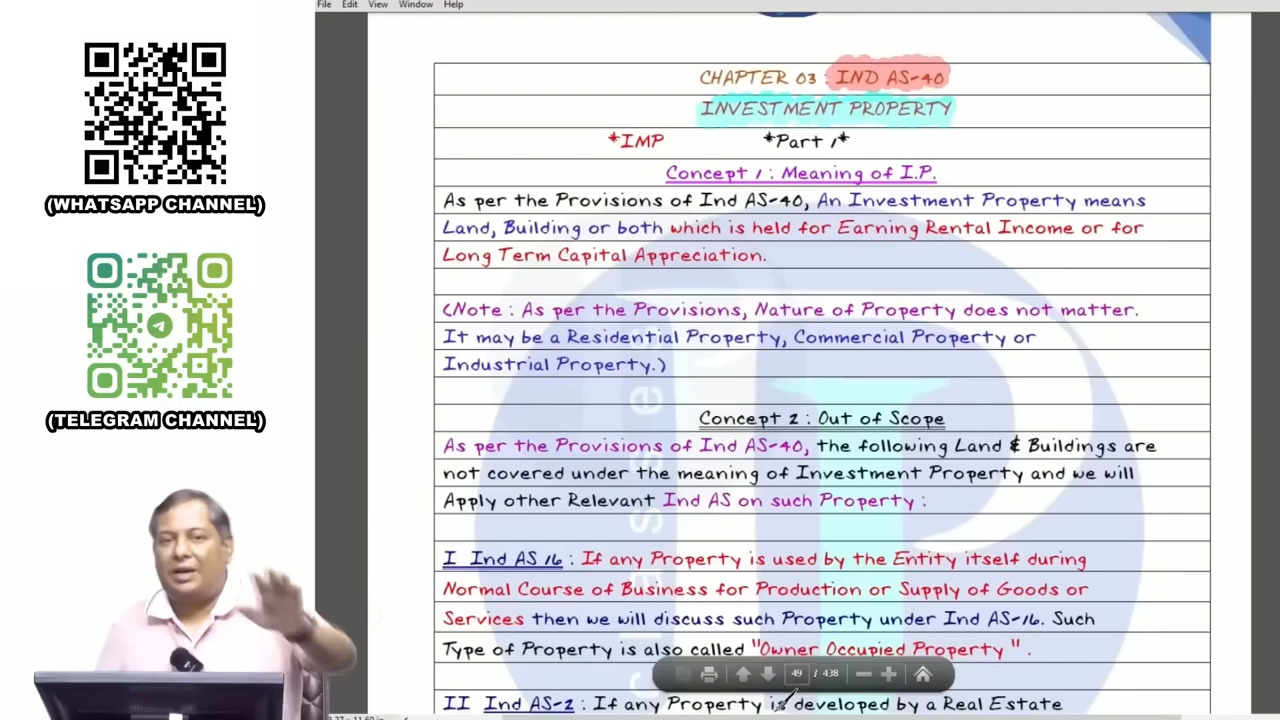 File Edit View Window Help
(WHATSAPP CHANNEL)
(TELEGRAM CHANNEL)
CHAPTER 03 : IND AS-40
INVESTMENT PROPERTY
*IMP *Part 1*
Concept 1 : Meaning of I.P.
As per the Provisions of Ind AS-40, An Investment Property means
Land, Building or both which is held for Earning Rental Income or for
Long Term Capital Appreciation.
(Note : As per the Provisions, Nature of Property does not matter.
It may be a Residential Property, Commercial Property or
Industrial Property.)
Concept 2 : Out of Scope
As per the Provisions of Ind AS-40, the following Land & Buildings are
not covered under the meaning of Investment Property and we will
Apply other Relevant Ind AS on such Property :
I Ind AS 16 : If any Property is used by the Entity itself during
Normal Course of Business for Production or Supply of Goods or
Services then we will discuss such Property under Ind AS-16. Such
Type of Property is also called "Owner Occupied Property".
49 / 438
II Ind AS-2 : If any Property is developed by a Real Estate